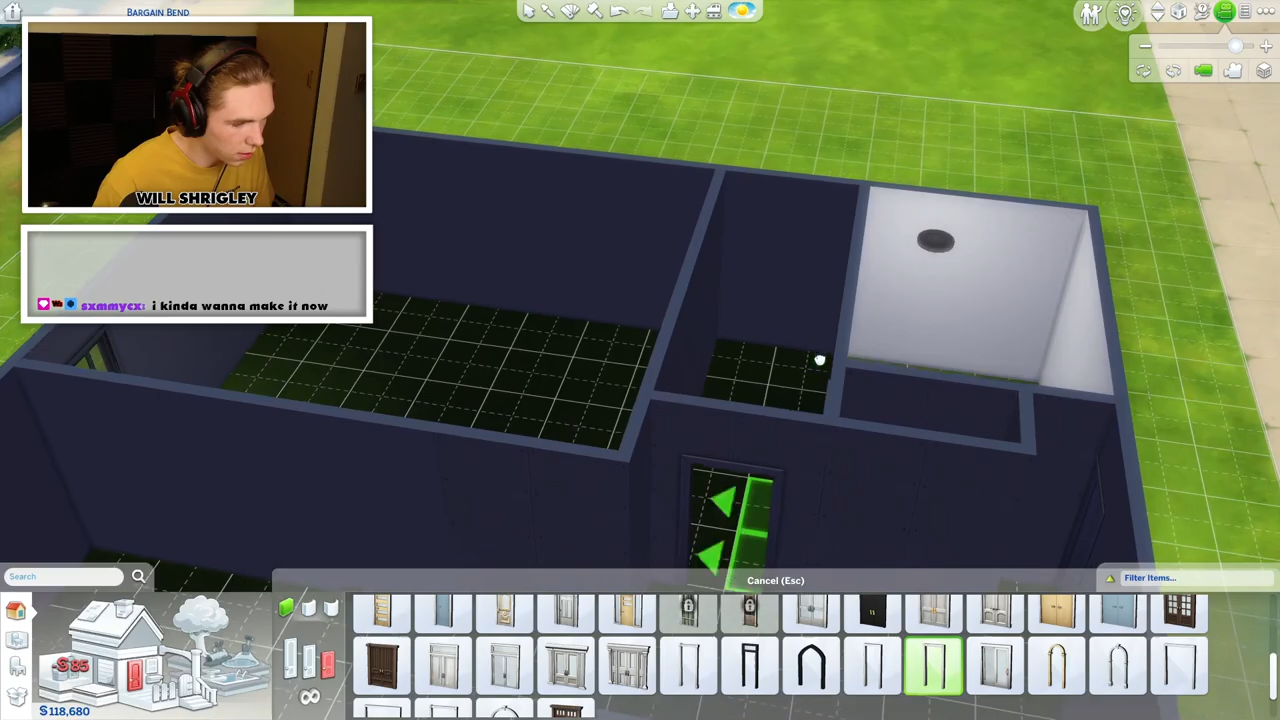 BARGAIN BEND
WILL SHRIGLEY
sxmmycx: i kinda wanna make it now
Cancel (Esc)
Search
Filter Items...
-§85
§118,680